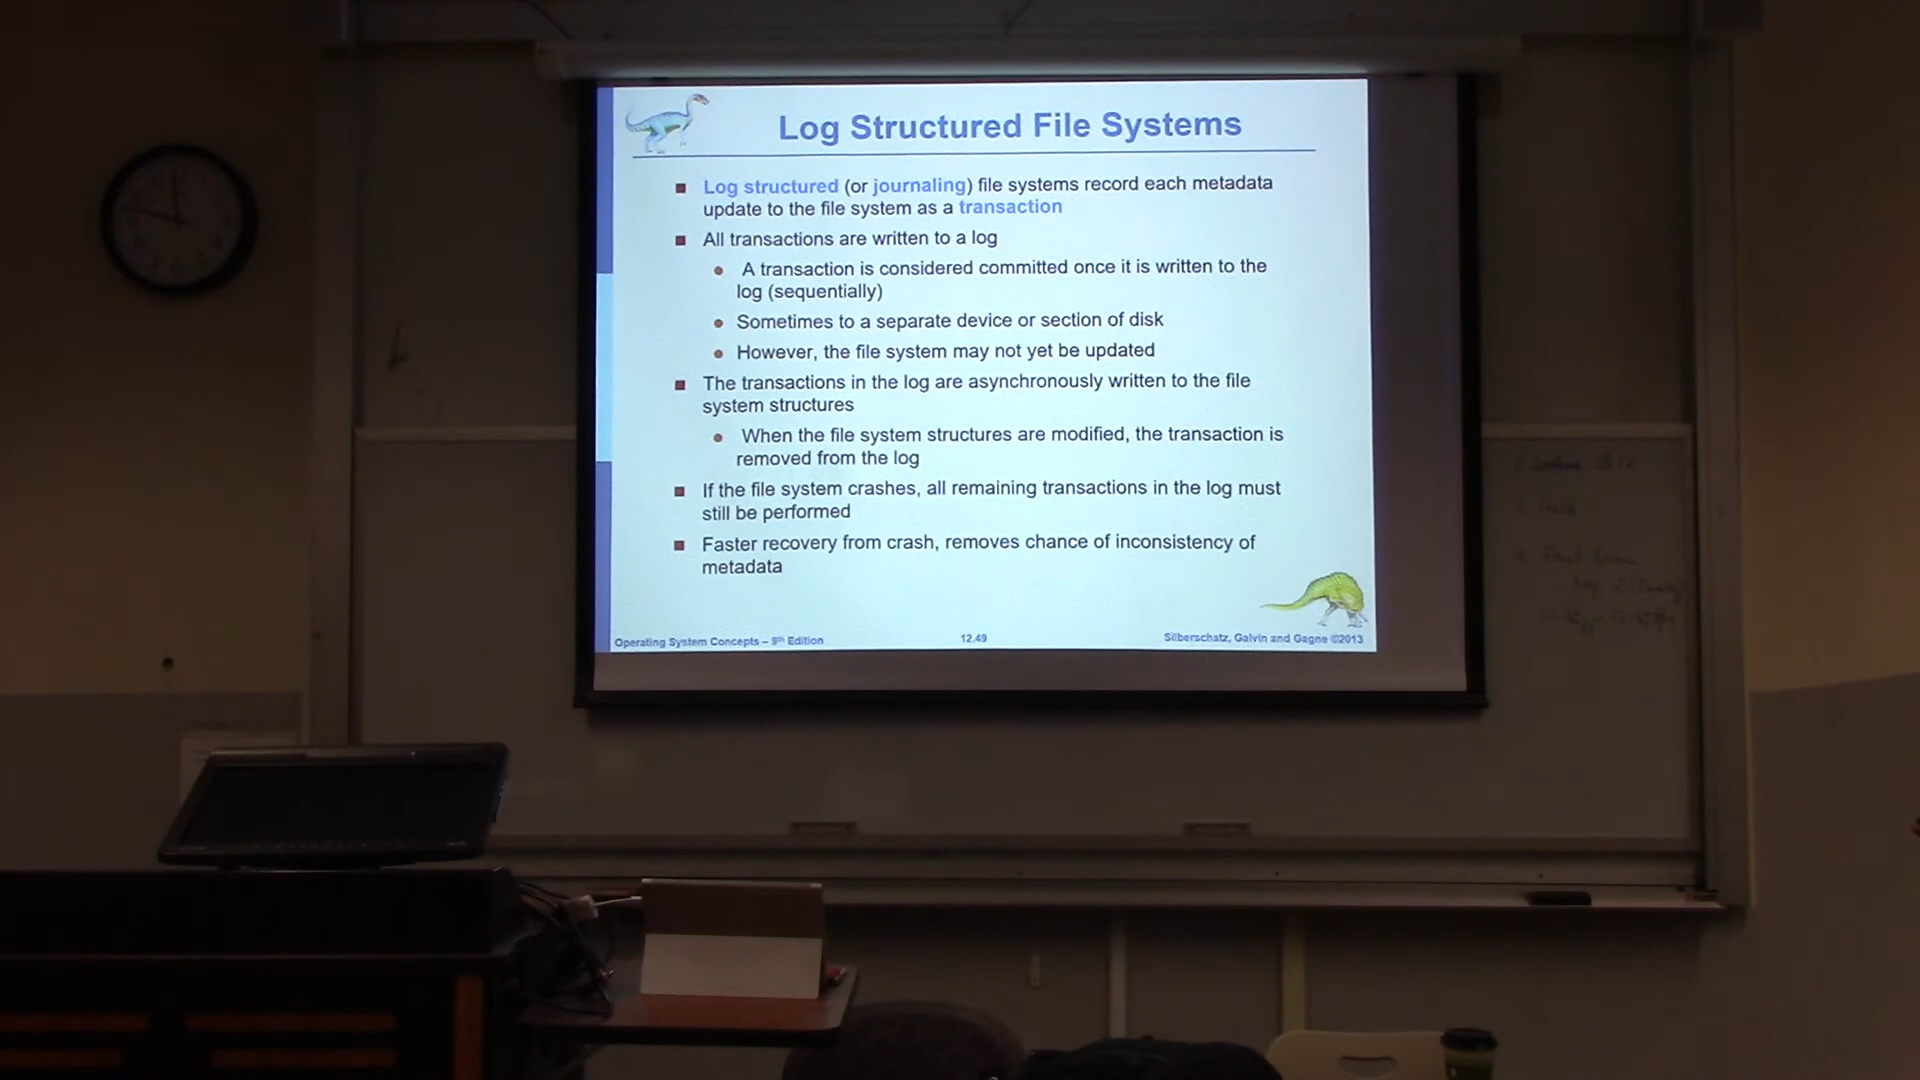 Log Structured File Systems
Log structured (or journaling) file systems record each metadata
update to the file system as a transaction
All transactions are written to a log
A transaction is considered committed once it is written to the
log (sequentially)
Sometimes to a separate device or section of disk
However, the file system may not yet be updated
The transactions in the log are asynchronously written to the file
system structures
When the file system structures are modified, the transaction is
removed from the log
If the file system crashes, all remaining transactions in the log must
still be performed
Faster recovery from crash, removes chance of inconsistency of
metadata
Operating System Concepts – 9th Edition
12.49
Silberschatz, Galvin and Gagne ©2013